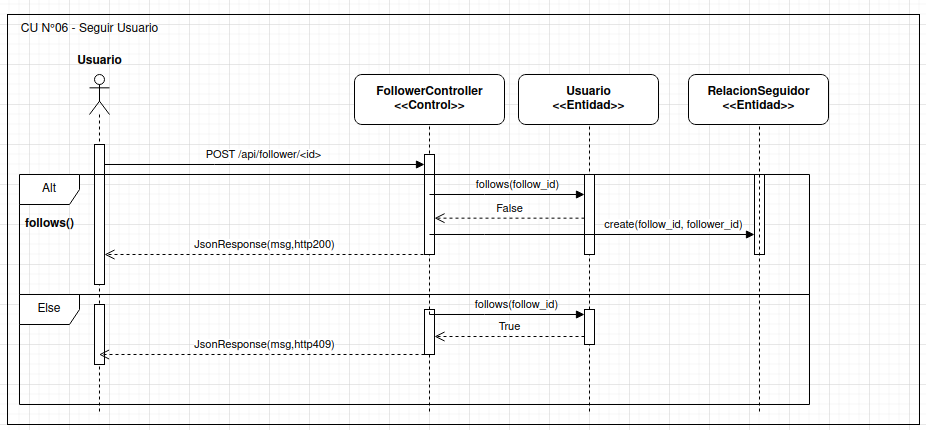 CU Nº06 - Seguir Usuario
Usuario
FollowerController
<<Control>>
Usuario
<<Entidad>>
RelacionSeguidor
<<Entidad>>
POST /api/follower/<id>
Alt
follows(follow_id)
False
follows()
create(follow_id, follower_id)
JsonResponse(msg,http200)
Else
follows(follow_id)
True
JsonResponse(msg,http409)